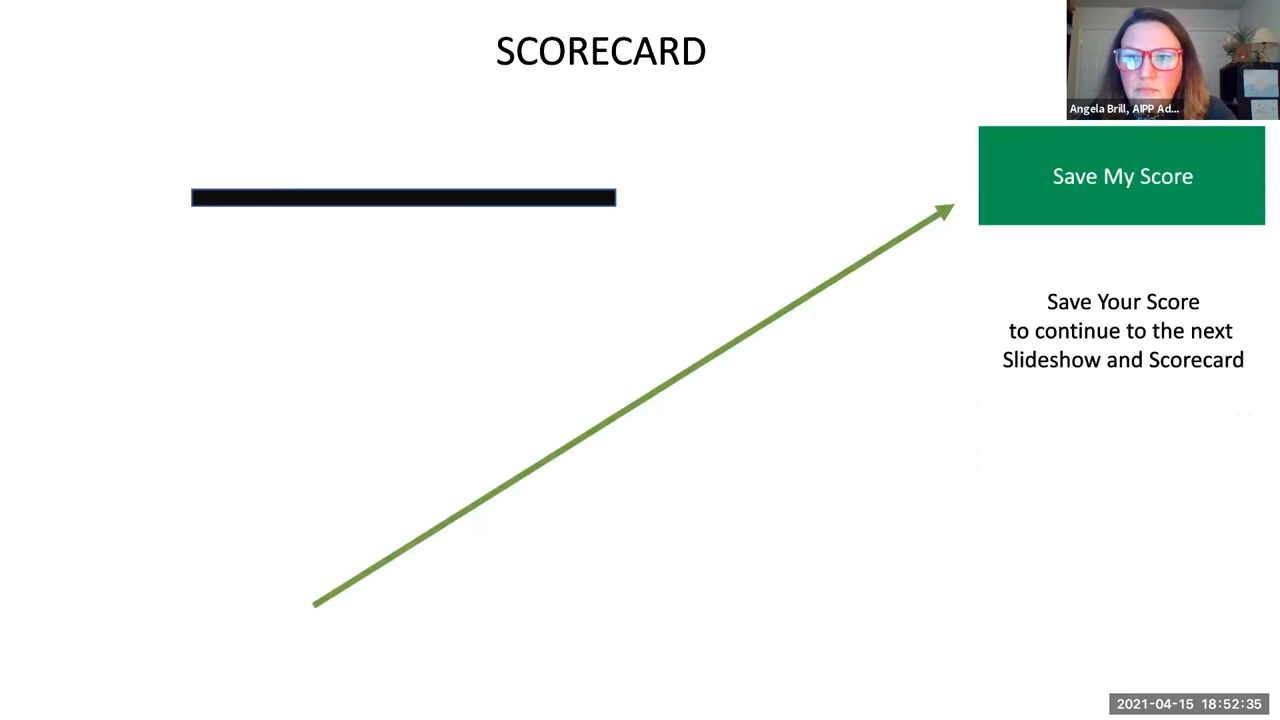 SCORECARD
Angela Brill, AIPP Ad...
Save My Score
Save Your Score
to continue to the next
Slideshow and Scorecard
2021-04-15 18:52:35